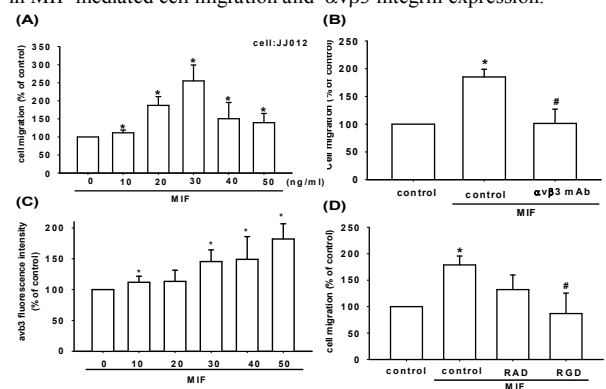 in MIF-mediated cell migration and αvβ3 integrin expression.
(A)
cell:JJ012
cell migration (% of control)
350
300
250
200
150
100
50
0
* * * * *
0 10 20 30 40 50 (ng/ml)
MIF
(B)
Cell migration (% of control)
250
200
150
100
50
0
* #
control control αvβ3 mAb
MIF
(C)
avb3 fluorescence intensity
(% of control)
200
150
100
50
0
* * * *
0 10 20 30 40 50
MIF
(D)
cell migration (% of control)
250
200
150
100
50
0
* #
control control RAD RGD
MIF